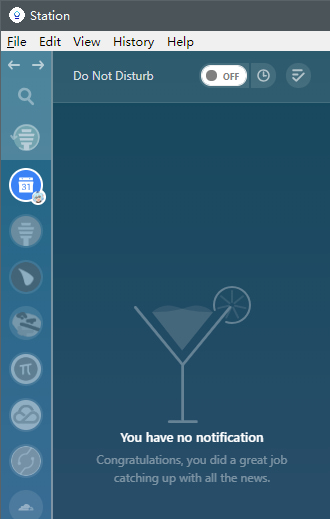 Station
File Edit View History Help
Do Not Disturb OFF
31
You have no notification
Congratulations, you did a great job
catching up with all the news.